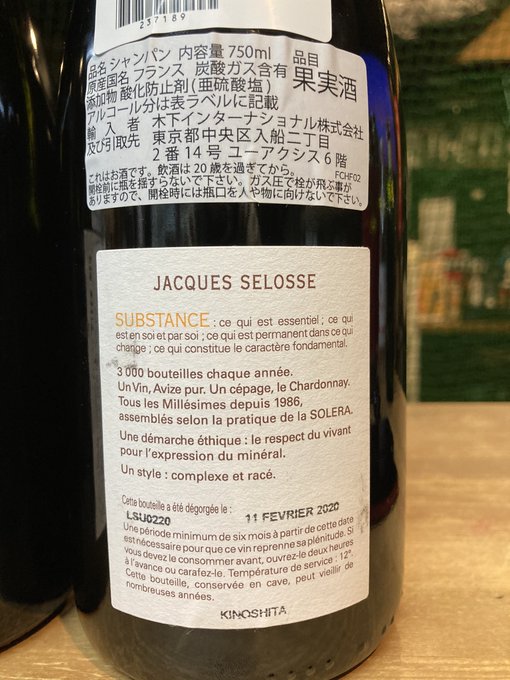 237189
品名 シャンパン 内容量 750ml 品目
原産国名 フランス 炭酸ガス含有 果実酒
添加物 酸化防止剤(亜硫酸塩)
アルコール分は表ラベルに記載
輸入者 木下インターナショナル株式会社
及び引取先 東京都中央区入船二丁目
2番14号 ユーアクシス6階
これはお酒です。飲酒は20歳を過ぎてから。 FCHF02
開栓前に瓶を揺すらないで下さい。ガス圧で栓が飛ぶ事が
ありますので、開栓時には瓶口を人や物に向けないで下さい。
JACQUES SELOSSE
SUBSTANCE : ce qui est essentiel ; ce qui
est en soi et par soi ; ce qui est permanent dans ce qui
change ; ce qui constitue le caractère fondamental.
3 000 bouteilles chaque année.
Un Vin, Avize pur. Un cépage, le Chardonnay.
Tous les Millésimes depuis 1986,
assemblés selon la pratique de la SOLERA.
Une démarche éthique : le respect du vivant
pour l'expression du minéral.
Un style : complexe et racé.
Cette bouteille a été dégorgée le :
LSU0220 11 FEVRIER 2020
Une période minimum de six mois à partir de cette date
est nécessaire pour que ce vin reprenne sa plénitude. Si
vous devez le consommer avant, ouvrez-le deux heures
à l'avance ou carafez-le. Température de service : 12°.
Cette bouteille, conservée en cave, peut vieillir de
nombreuses années.
KINOSHITA